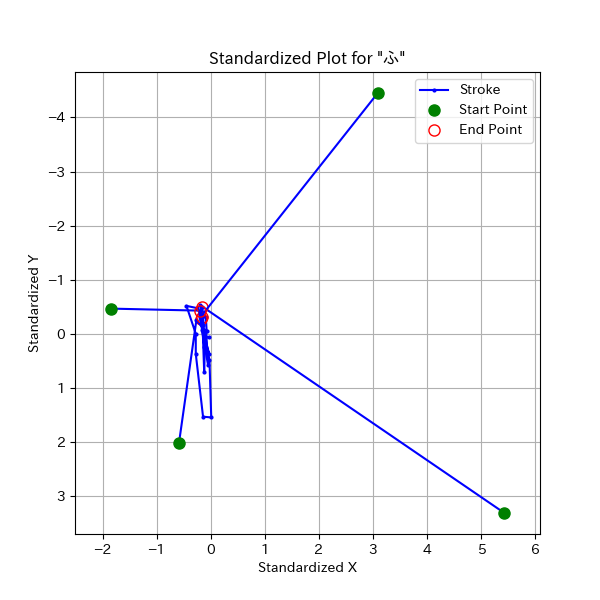 Standardized Plot for "ふ"
Stroke
Start Point
End Point
−4
−3
−2
−1
0
1
2
3
Standardized Y
−2 −1 0 1 2 3 4 5 6
Standardized X